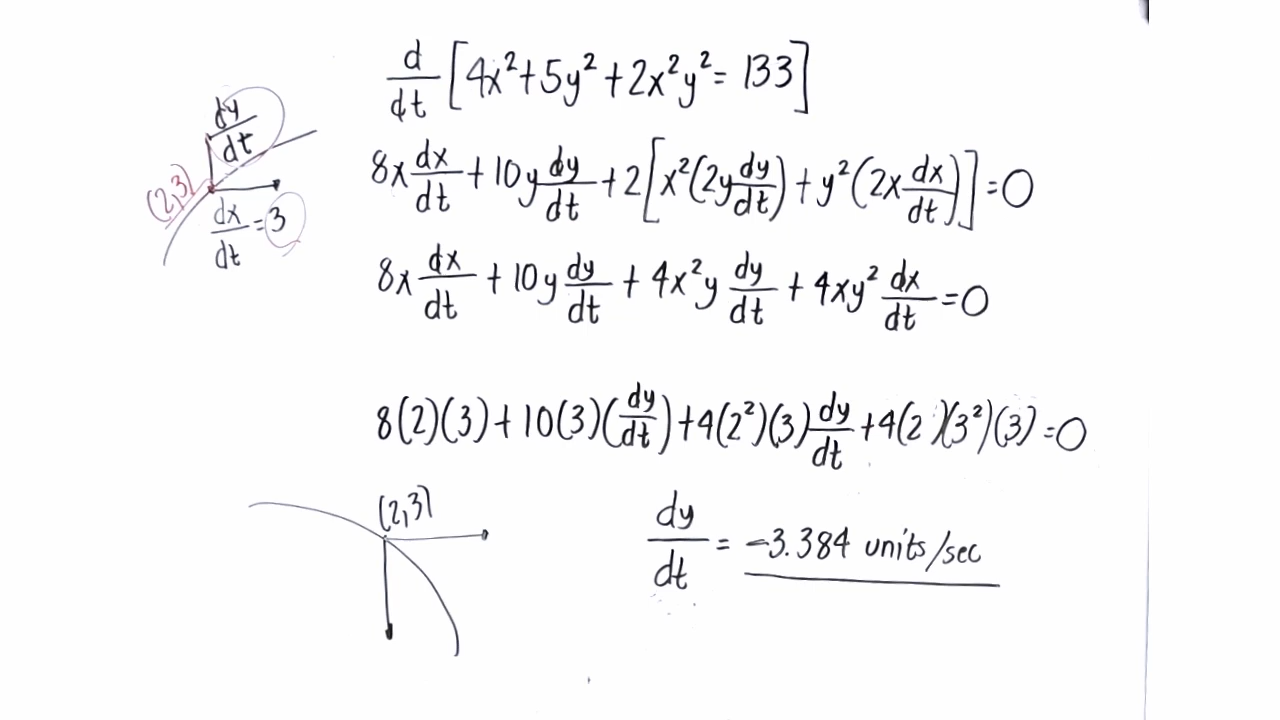 d/dt [4x²+5y²+2x²y²= 133]
dy/dt
(2,3)
dx/dt =3
8x dx/dt + 10y dy/dt + 2[x²(2y dy/dt) + y²(2x dx/dt)] =0
8x dx/dt + 10y dy/dt + 4x²y dy/dt + 4xy² dx/dt =0
8(2)(3)+10(3)(dy/dt)+4(2²)(3) dy/dt +4(2)(3²)(3)=0
(2,3)
dy/dt = -3.384 units/sec